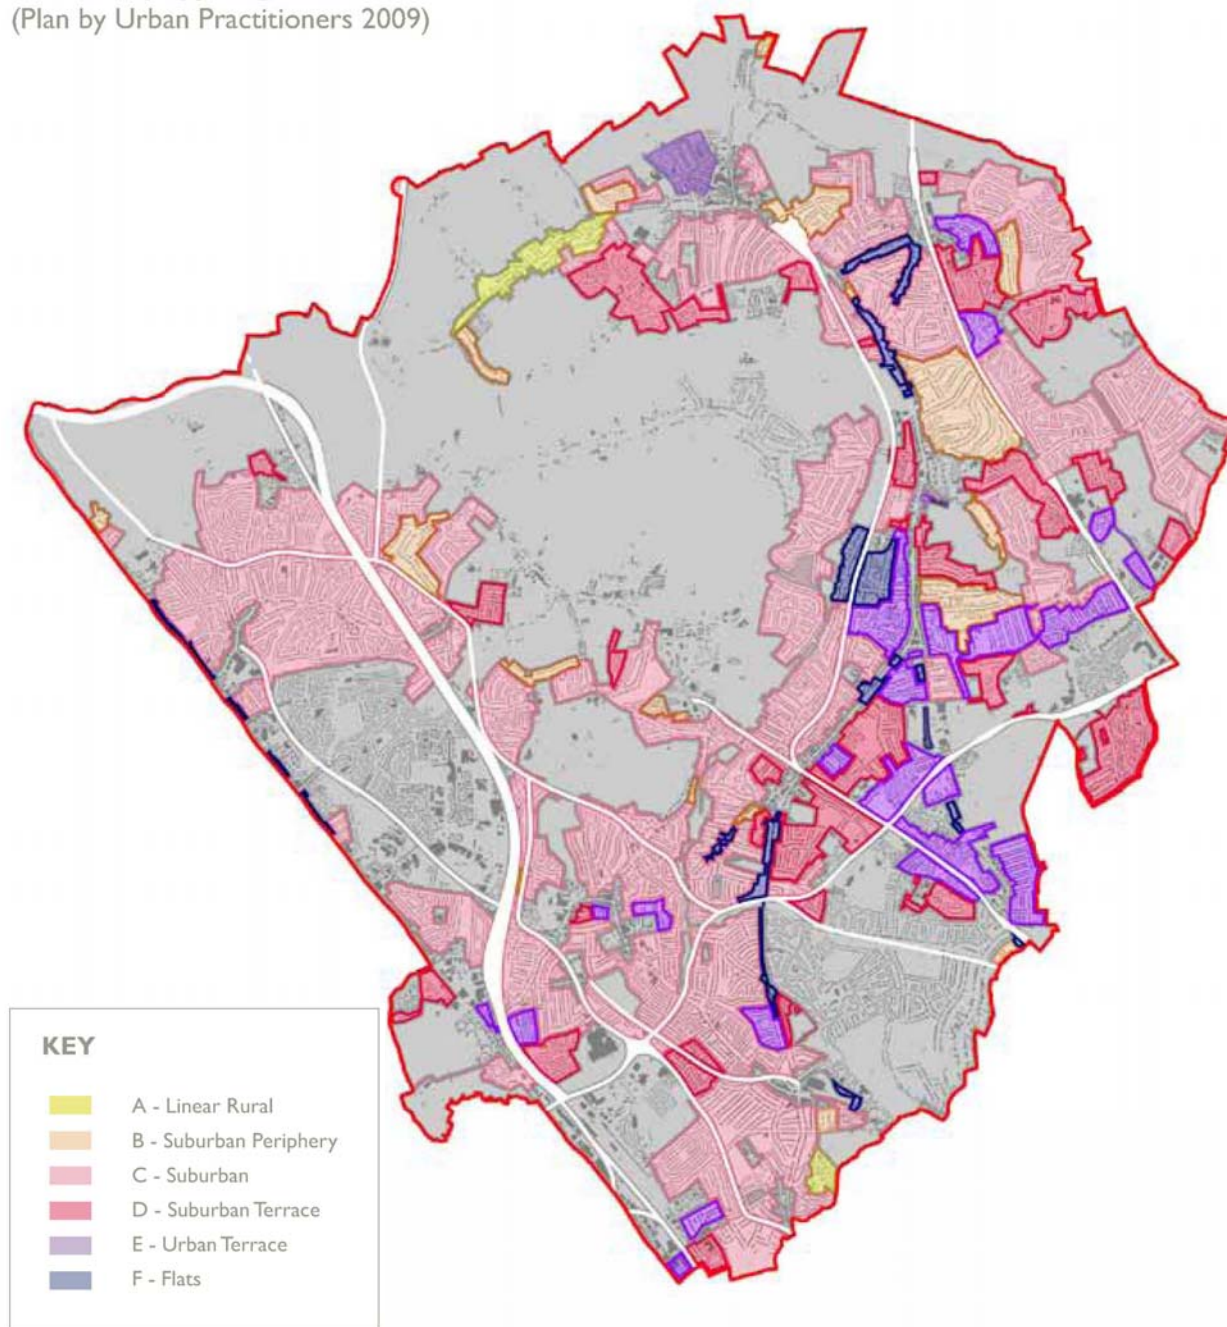 (Plan by Urban Practitioners 2009)
KEY
A - Linear Rural
B - Suburban Periphery
C - Suburban
D - Suburban Terrace
E - Urban Terrace
F - Flats